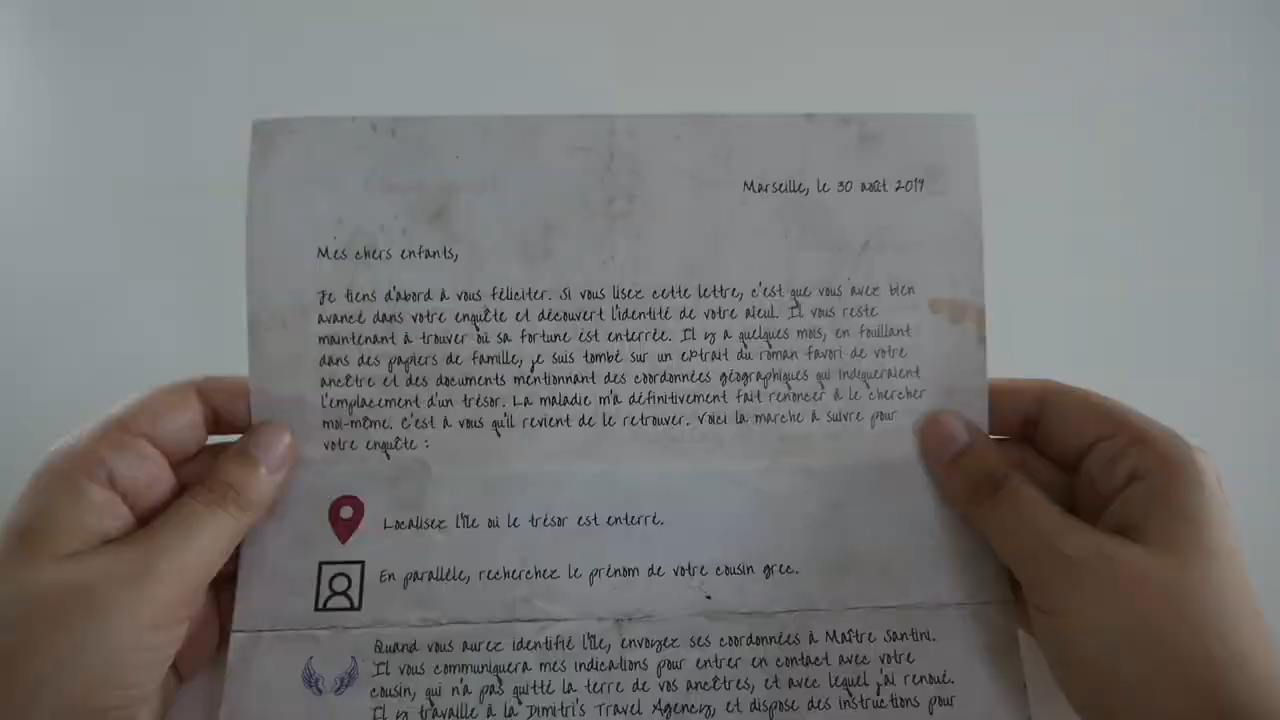 Marseille, le 30 août 2019
Mes chers enfants,
Je tiens d'abord à vous féliciter. Si vous lisez cette lettre, c'est que vous avez bien
avancé dans votre enquête et découvert l'identité de votre aïeul. Il vous reste
maintenant à trouver où sa fortune est enterrée. Il y a quelques mois, en fouillant
dans des papiers de famille, je suis tombé sur un extrait du roman favori de votre
ancêtre et des documents mentionnant des coordonnées géographiques qui indiqueraient
l'emplacement d'un trésor. La maladie m'a définitivement fait renoncer à le chercher
moi-même. C'est à vous qu'il revient de le retrouver. Voici la marche à suivre pour
votre enquête :
Localisez l'île où le trésor est enterré.
En parallèle, recherchez le prénom de votre cousin grec.
Quand vous aurez identifié l'île, envoyez ses coordonnées à Maître Santini.
Il vous communiquera mes indications pour entrer en contact avec votre
cousin, qui n'a pas quitté la terre de vos ancêtres, et avec lequel j'ai renoué.
Il y travaille à la Dimitri's Travel Agency, et dispose des instructions pour